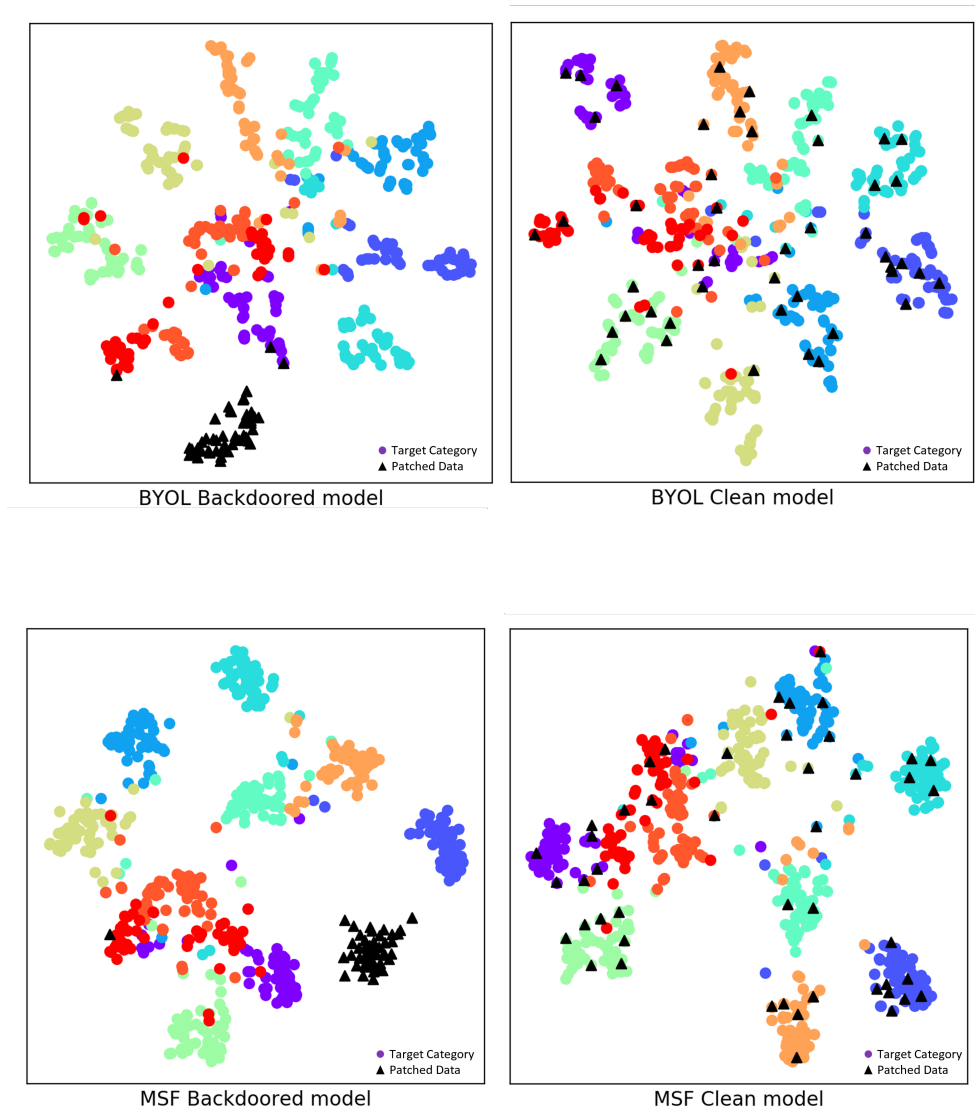 Target Category
Patched Data
BYOL Backdoored model
Target Category
Patched Data
BYOL Clean model
Target Category
Patched Data
MSF Backdoored model
Target Category
Patched Data
MSF Clean model